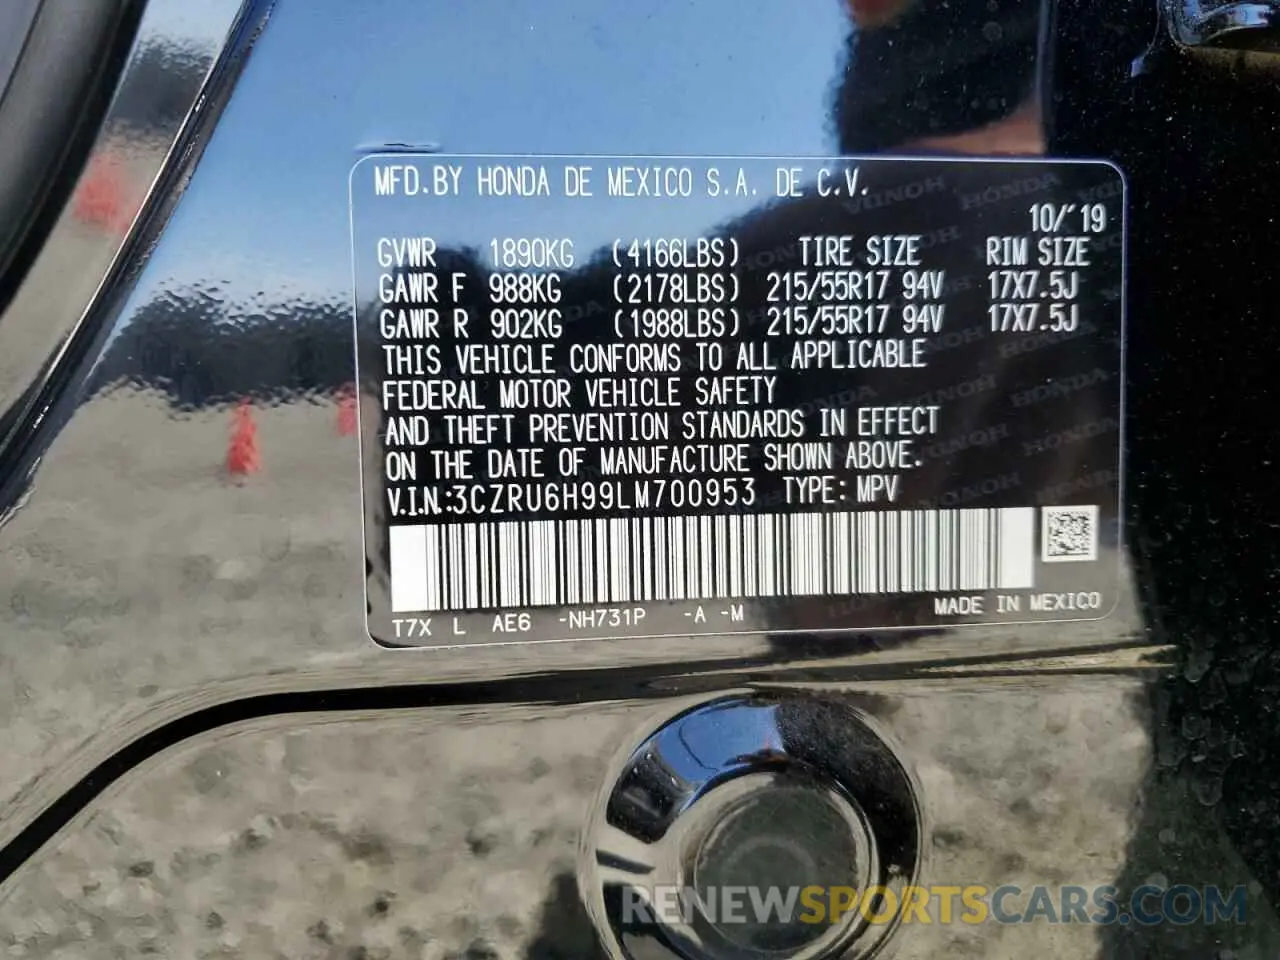 MFD.BY HONDA DE MEXICO S.A. DE C.V.
10/'19
GVWR 1890KG (4166LBS) TIRE SIZE RIM SIZE
GAWR F 988KG (2178LBS) 215/55R17 94V 17X7.5J
GAWR R 902KG (1988LBS) 215/55R17 94V 17X7.5J
THIS VEHICLE CONFORMS TO ALL APPLICABLE
FEDERAL MOTOR VEHICLE SAFETY
AND THEFT PREVENTION STANDARDS IN EFFECT
ON THE DATE OF MANUFACTURE SHOWN ABOVE.
V.I.N.:3CZRU6H99LM700953 TYPE: MPV
T7X L AE6 -NH731P -A -M MADE IN MEXICO
RENEWSPORTSCARS.COM